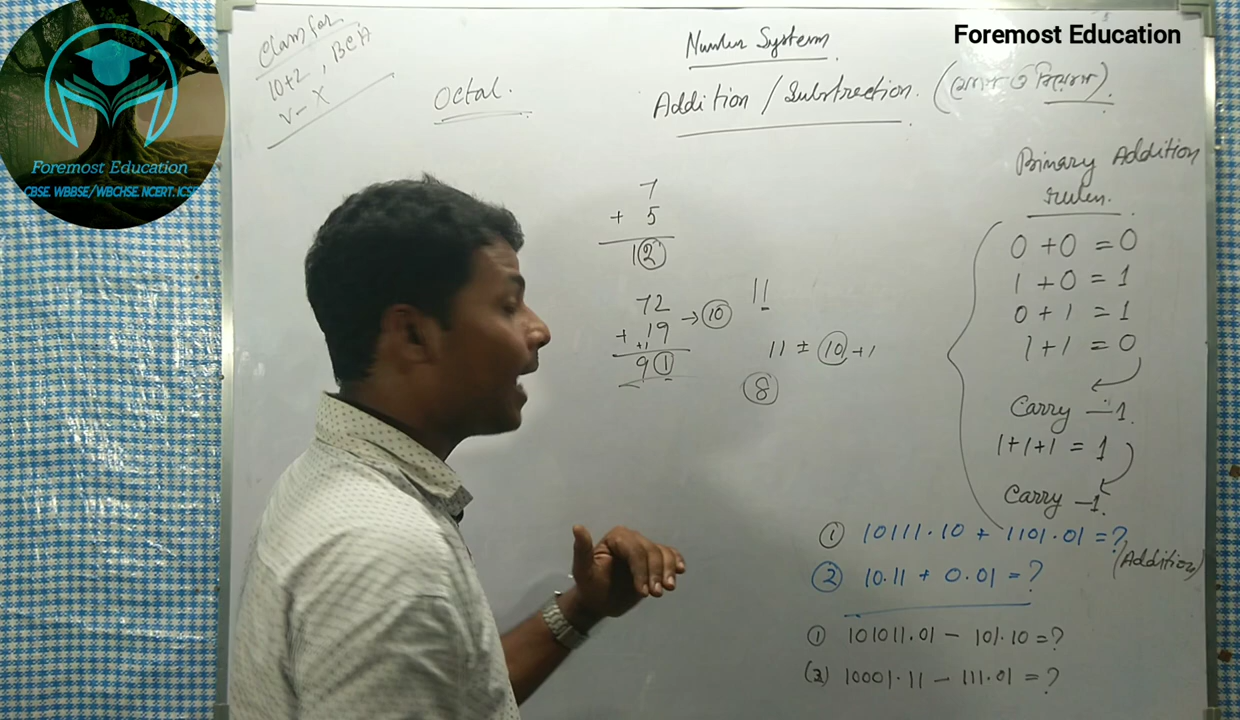 Foremost Education
CBSE. WBBSE/WBCHSE. NCERT. ICSE
Class for
10+2, BCA
V - X
Octal.
Number System
Foremost Education
Addition / Substraction. (যোগ ও বিয়োগ).
7
+ 5
12
72
+ 19 → 10
+1
91
11
11 ± 10 +1
8
Binary Addition
rules.
0 + 0 = 0
1 + 0 = 1
0 + 1 = 1
1 + 1 = 0
Carry - 1.
1+1+1 = 1
Carry - 1.
① 10111.10 + 1101.01 = ?
(Addition)
② 10.11 + 0.01 = ?
① 101011.01 - 101.10 = ?
10001.11 - 111.01 = ?